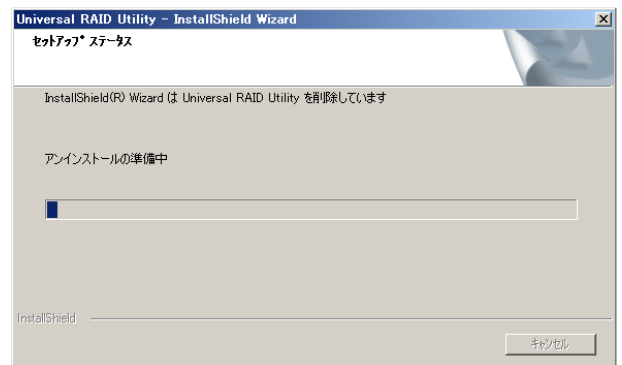 Universal RAID Utility - InstallShield Wizard
セットアップ ステータス
InstallShield(R) Wizard は Universal RAID Utility を削除しています
アンインストールの準備中
InstallShield
キャンセル